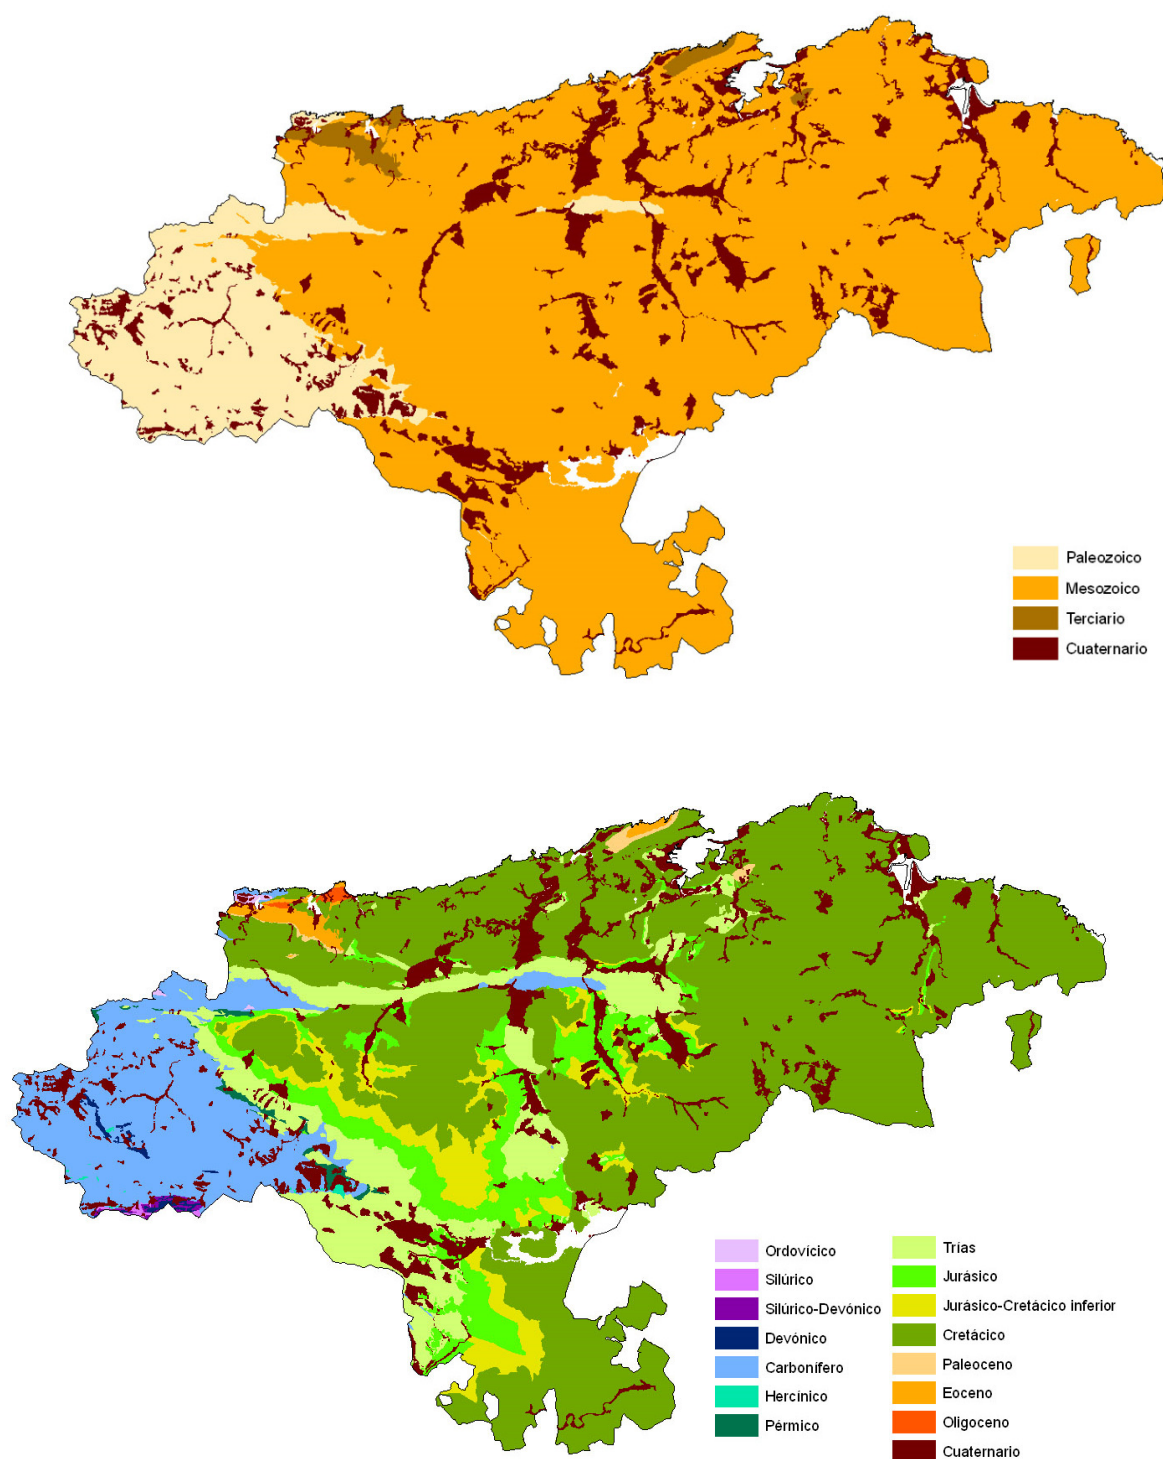 Paleozoico
Mesozoico
Terciario
Cuaternario
Ordovícico
Silúrico
Silúrico-Devónico
Devónico
Carbonífero
Hercínico
Pérmico
Trías
Jurásico
Jurásico-Cretácico inferior
Cretácico
Paleoceno
Eoceno
Oligoceno
Cuaternario